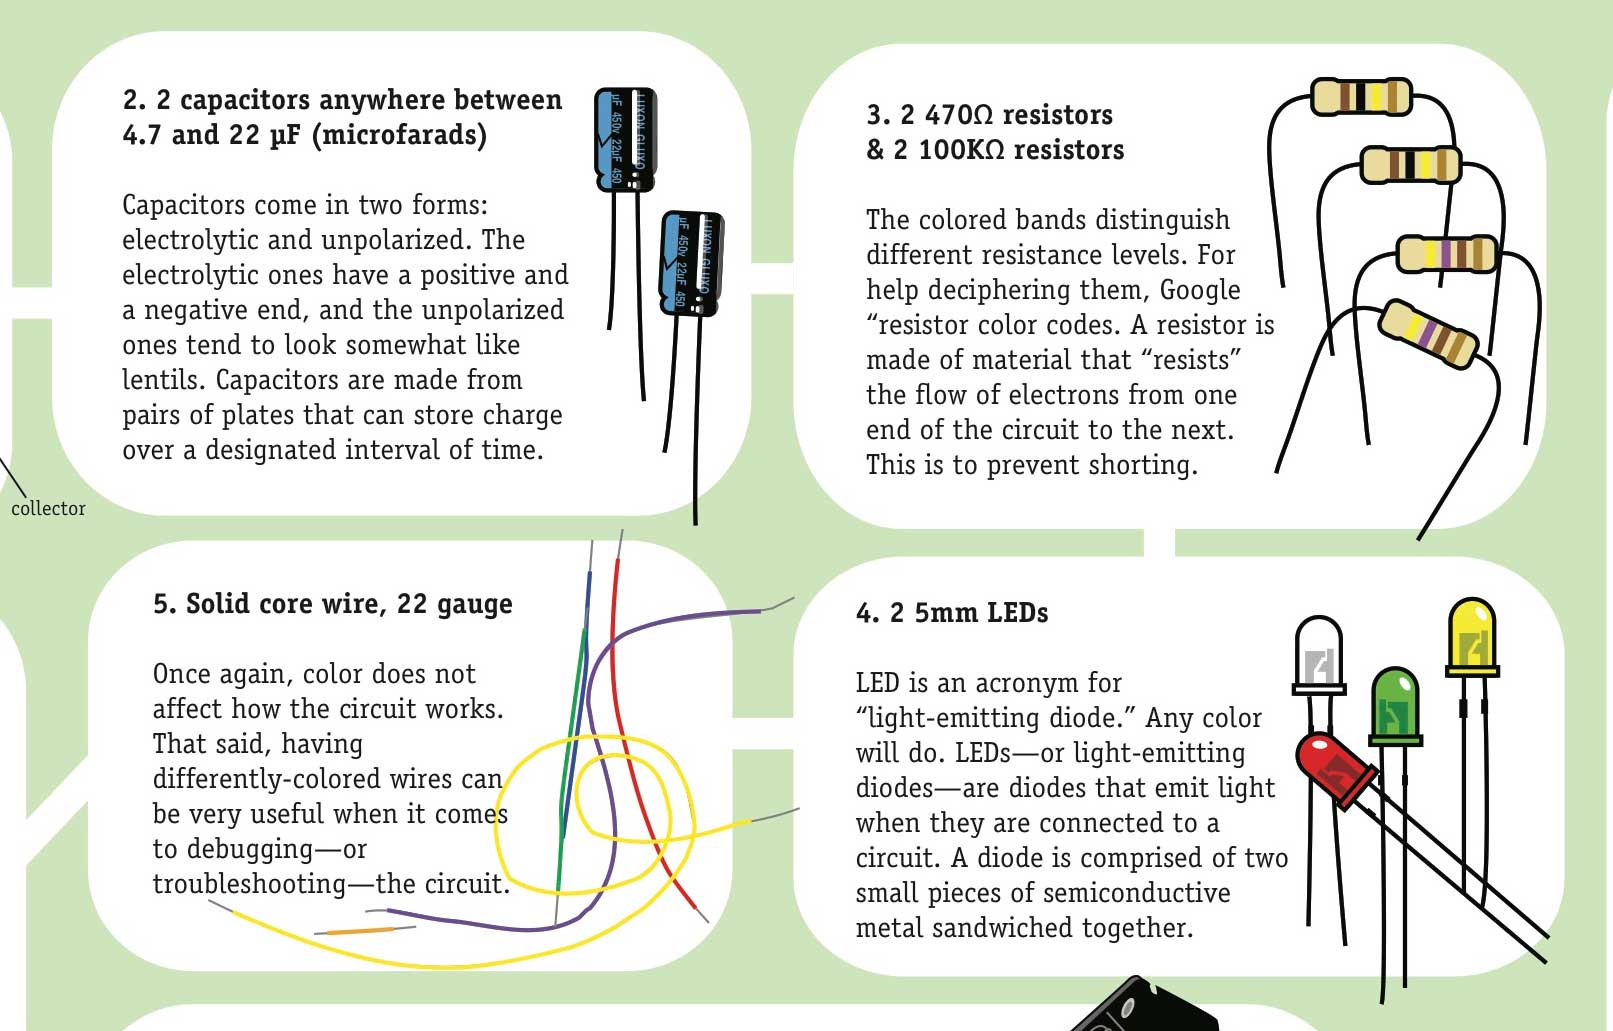 2. 2 capacitors anywhere between
4.7 and 22 µF (microfarads)
Capacitors come in two forms:
electrolytic and unpolarized. The
electrolytic ones have a positive and
a negative end, and the unpolarized
ones tend to look somewhat like
lentils. Capacitors are made from
pairs of plates that can store charge
over a designated interval of time.
µF 450v 22µF 450
LUXON GLUXO
µF 450v 22µF 450
LUXON GLUXO
3. 2 470Ω resistors
& 2 100KΩ resistors
The colored bands distinguish
different resistance levels. For
help deciphering them, Google
“resistor color codes. A resistor is
made of material that “resists”
the flow of electrons from one
end of the circuit to the next.
This is to prevent shorting.
collector
5. Solid core wire, 22 gauge
Once again, color does not
affect how the circuit works.
That said, having
differently-colored wires can
be very useful when it comes
to debugging—or
troubleshooting—the circuit.
4. 2 5mm LEDs
LED is an acronym for
“light-emitting diode.” Any color
will do. LEDs—or light-emitting
diodes—are diodes that emit light
when they are connected to a
circuit. A diode is comprised of two
small pieces of semiconductive
metal sandwiched together.